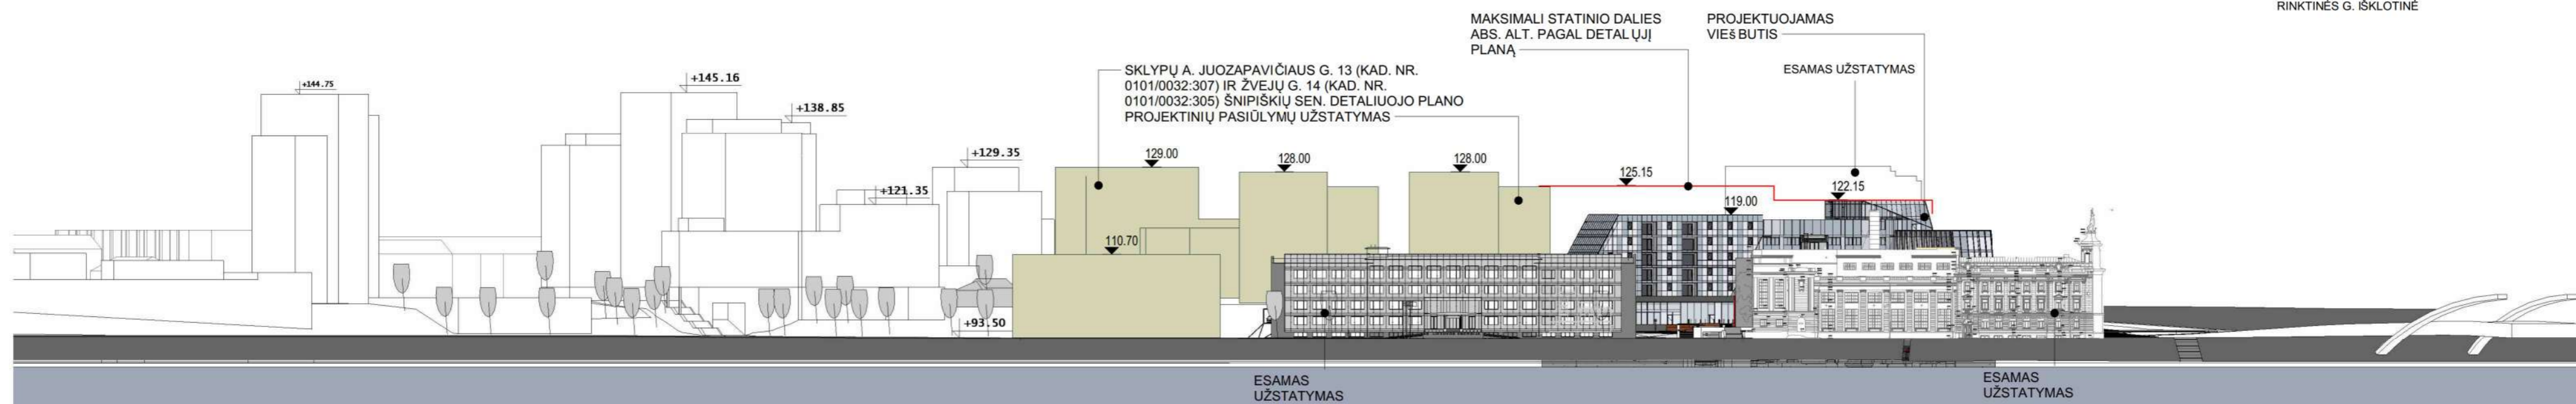 RINKTINĖS G. IŠKLOTINĖ
MAKSIMALI STATINIO DALIES
ABS. ALT. PAGAL DETALŲJĮ
PLANĄ
PROJEKTUOJAMAS
VIEšBUTIS
ESAMAS UŽSTATYMAS
SKLYPŲ A. JUOZAPAVIČIAUS G. 13 (KAD. NR.
0101/0032:307) IR ŽVEJŲ G. 14 (KAD. NR.
0101/0032:305) ŠNIPIŠKIŲ SEN. DETALIUOJO PLANO
PROJEKTINIŲ PASIŪLYMŲ UŽSTATYMAS
+144.75
+145.16
+138.85
+129.35
+121.35
129.00
128.00
128.00
125.15
122.15
119.00
110.70
+93.50
ESAMAS
UŽSTATYMAS
ESAMAS
UŽSTATYMAS